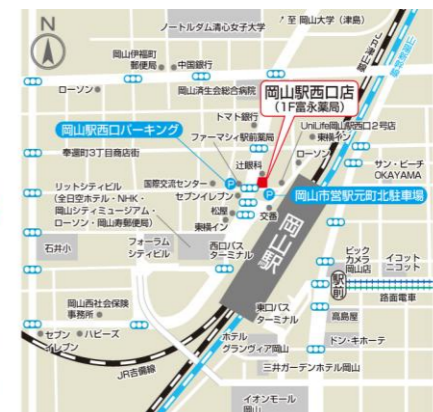 N
ノートルダム清心女子大学
至 岡山大学（津島）
JR津山線
山陽新幹線
岡山伊福町
郵便局
中国銀行
ローソン
岡山済生会総合病院
岡山駅西口店
（1F富永薬局）
トマト銀行
岡山駅西口パーキング
ファーマシィ駅前薬局
UniLife岡山駅西口2号店
東横イン
奉還町3丁目商店街
辻眼科
ローソン
サン・ピーチ
OKAYAMA
リットシティビル
（全日空ホテル・NHK・
岡山シティミュージアム・
ローソン・岡山寿郵便局）
国際交流センター
P
セブンイレブン
P
岡山市営駅元町北駐車場
松屋
東横イン
交番
岡山駅
石井小
フォーラム
シティビル
西口バス
ターミナル
ビック
カメラ
岡山店
イコット
ニコット
駅前
路面電車
岡山西社会保険
事務所
東口バス
ターミナル
高島屋
セブン
イレブン
ハピーズ
ホテル
グランヴィア岡山
ドン・キホーテ
JR吉備線
三井ガーデンホテル岡山
イオンモール
岡山